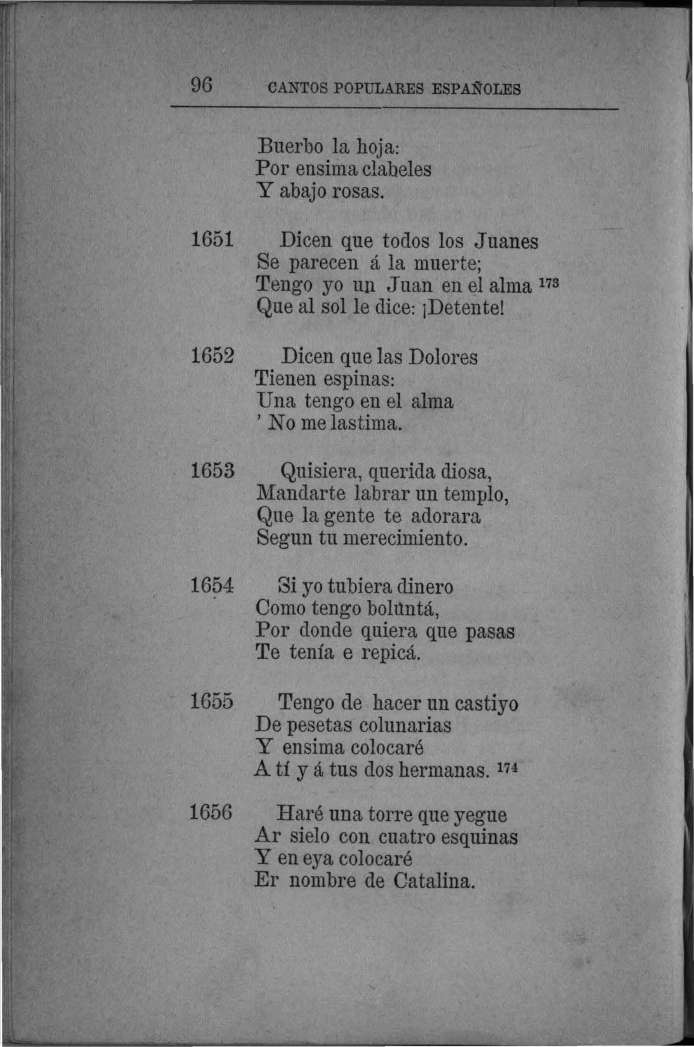 96 CANTOS POPULARES ESPAÑOLES
Buerbo la hoja:
Por ensima clabeles
Y abajo rosas.
1651 Dicen que todos los Juanes
Se parecen á la muerte;
Tengo yo un Juan en el alma 173
Que al sol le dice: ¡Detente!
1652 Dicen que las Dolores
Tienen espinas:
Una tengo en el alma
’ No me lastima.
1653 Quisiera, querida diosa,
Mandarte labrar un templo,
Que la gente te adorara
Segun tu merecimiento.
1654 Si yo tubiera dinero
Como tengo boluntá,
Por donde quiera que pasas
Te tenía e repicá.
1655 Tengo de hacer un castiyo
De pesetas colunarias
Y ensima colocaré
A tí y á tus dos hermanas. 174
1656 Haré una torre que yegue
Ar sielo con cuatro esquinas
Y en eya colocaré
Er nombre de Catalina.